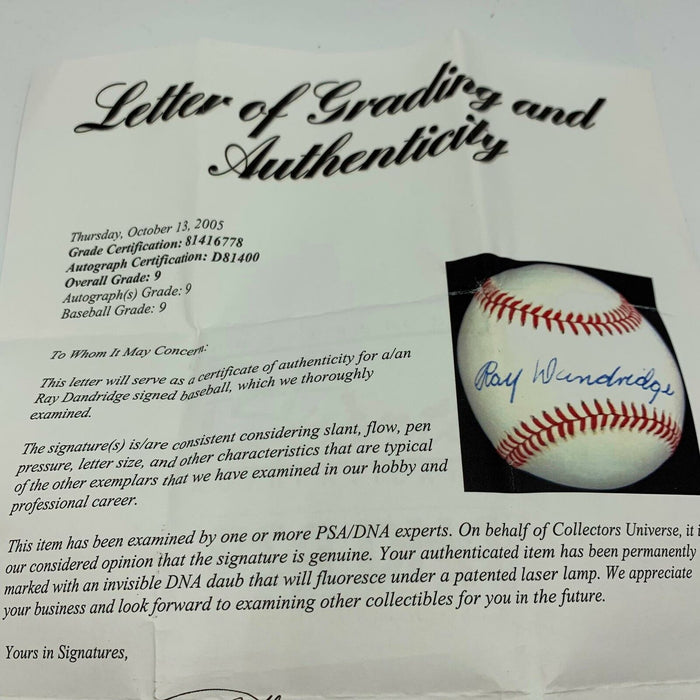 Letter of Grading and
Authenticity
Thursday, October 13, 2005
Grade Certification: 81416778
Autograph Certification: D81400
Overall Grade: 9
Autograph(s) Grade: 9
Baseball Grade: 9
To Whom It May Concern:
This letter will serve as a certificate of authenticity for a/an
Ray Dandridge signed baseball, which we thoroughly
examined.
The signature(s) is/are consistent considering slant, flow, pen
pressure, letter size, and other characteristics that are typical
of the other exemplars that we have examined in our hobby and
professional career.
Ray Dandridge
This item has been examined by one or more PSA/DNA experts. On behalf of Collectors Universe, it i
our considered opinion that the signature is genuine. Your authenticated item has been permanently
marked with an invisible DNA daub that will fluoresce under a patented laser lamp. We appreciate
your business and look forward to examining other collectibles for you in the future.
Yours in Signatures,